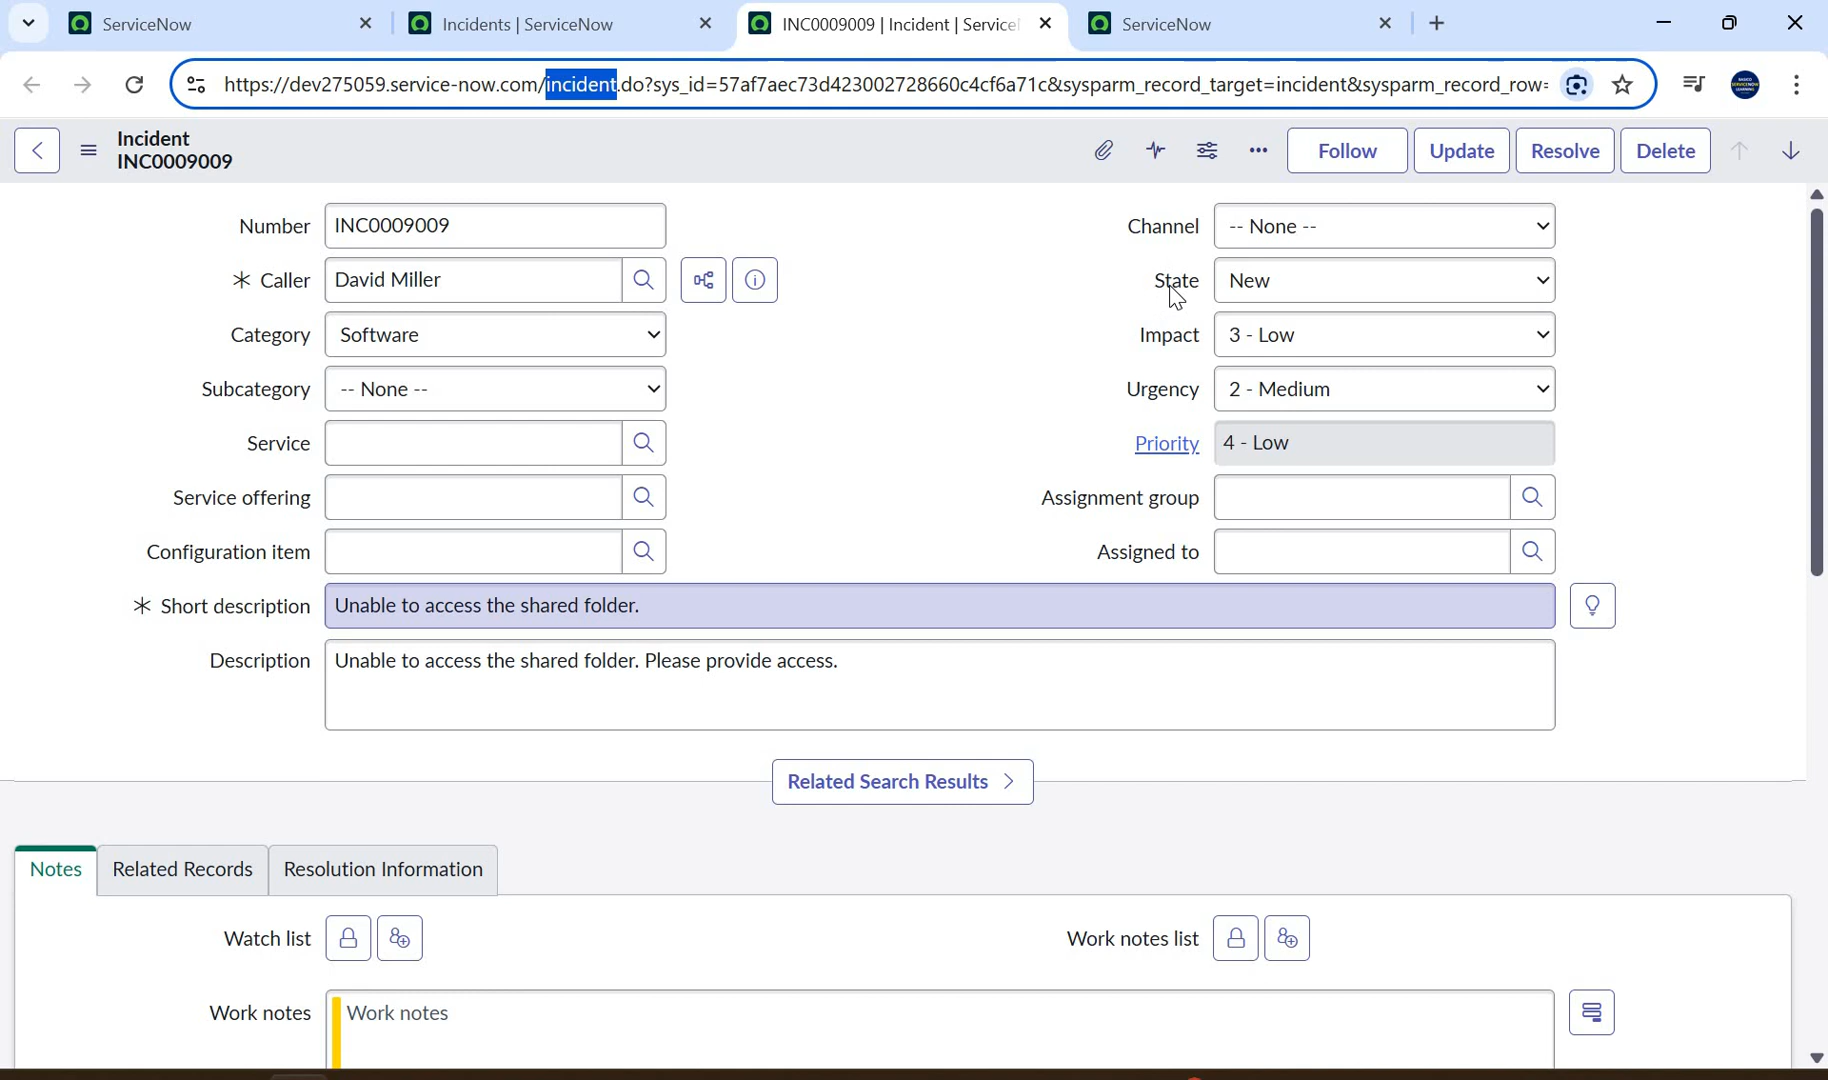 ServiceNow
Incidents | ServiceNow
INC0009009 | Incident | Service
ServiceNow
https://dev275059.service-now.com/incident.do?sys_id=57af7aec73d423002728660c4cf6a71c&sysparm_record_target=incident&sysparm_record_row=
Incident
INC0009009
Follow
Update
Resolve
Delete
Number INC0009009
Channel -- None --
Caller David Miller
State New
Category Software
Impact 3 - Low
Subcategory -- None --
Urgency 2 - Medium
Service
Priority 4 - Low
Service offering
Assignment group
Configuration item
Assigned to
Short description Unable to access the shared folder.
Description Unable to access the shared folder. Please provide access.
Related Search Results
Notes
Related Records
Resolution Information
Watch list
Work notes list
Work notes Work notes